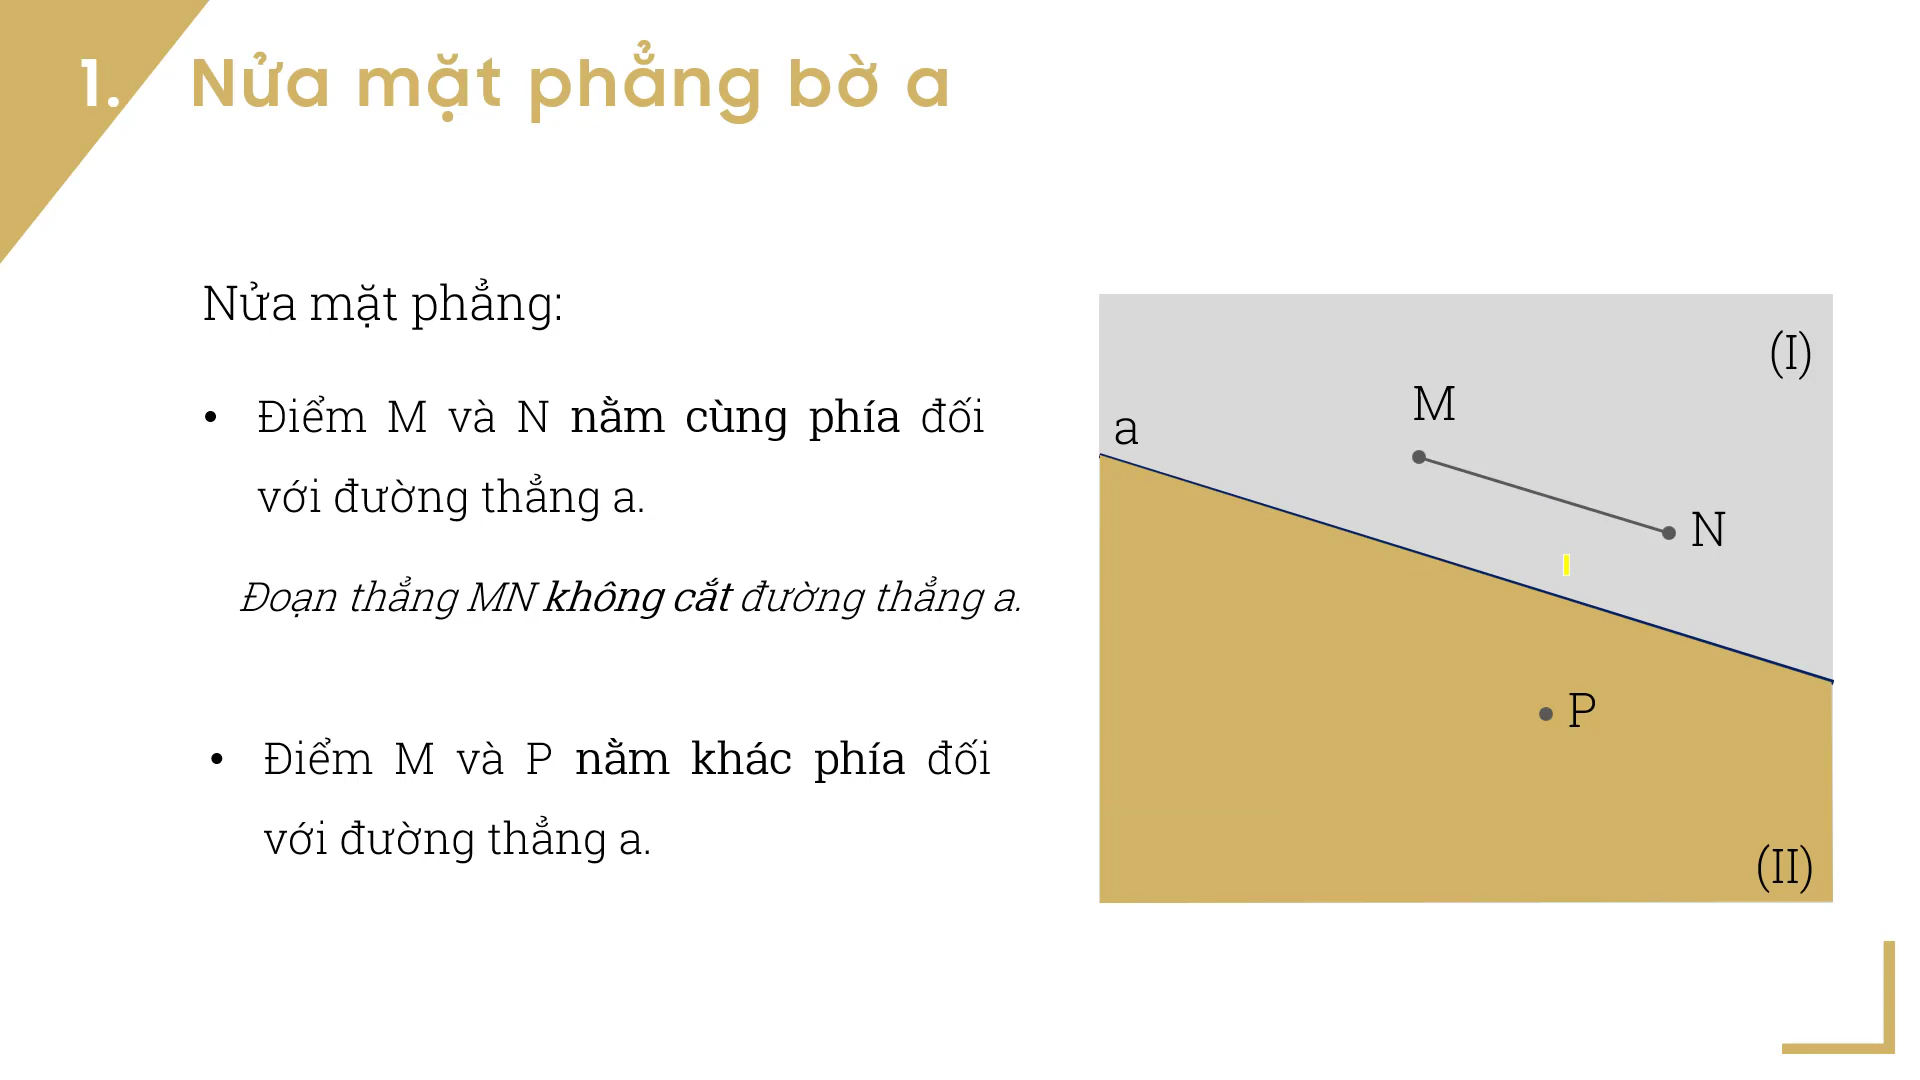 1. Nửa mặt phẳng bờ a
Nửa mặt phẳng:
• Điểm M và N nằm cùng phía đối
với đường thẳng a.
Đoạn thẳng MN không cắt đường thẳng a.
• Điểm M và P nằm khác phía đối
với đường thẳng a.
(I)
M
a
N
P
(II)